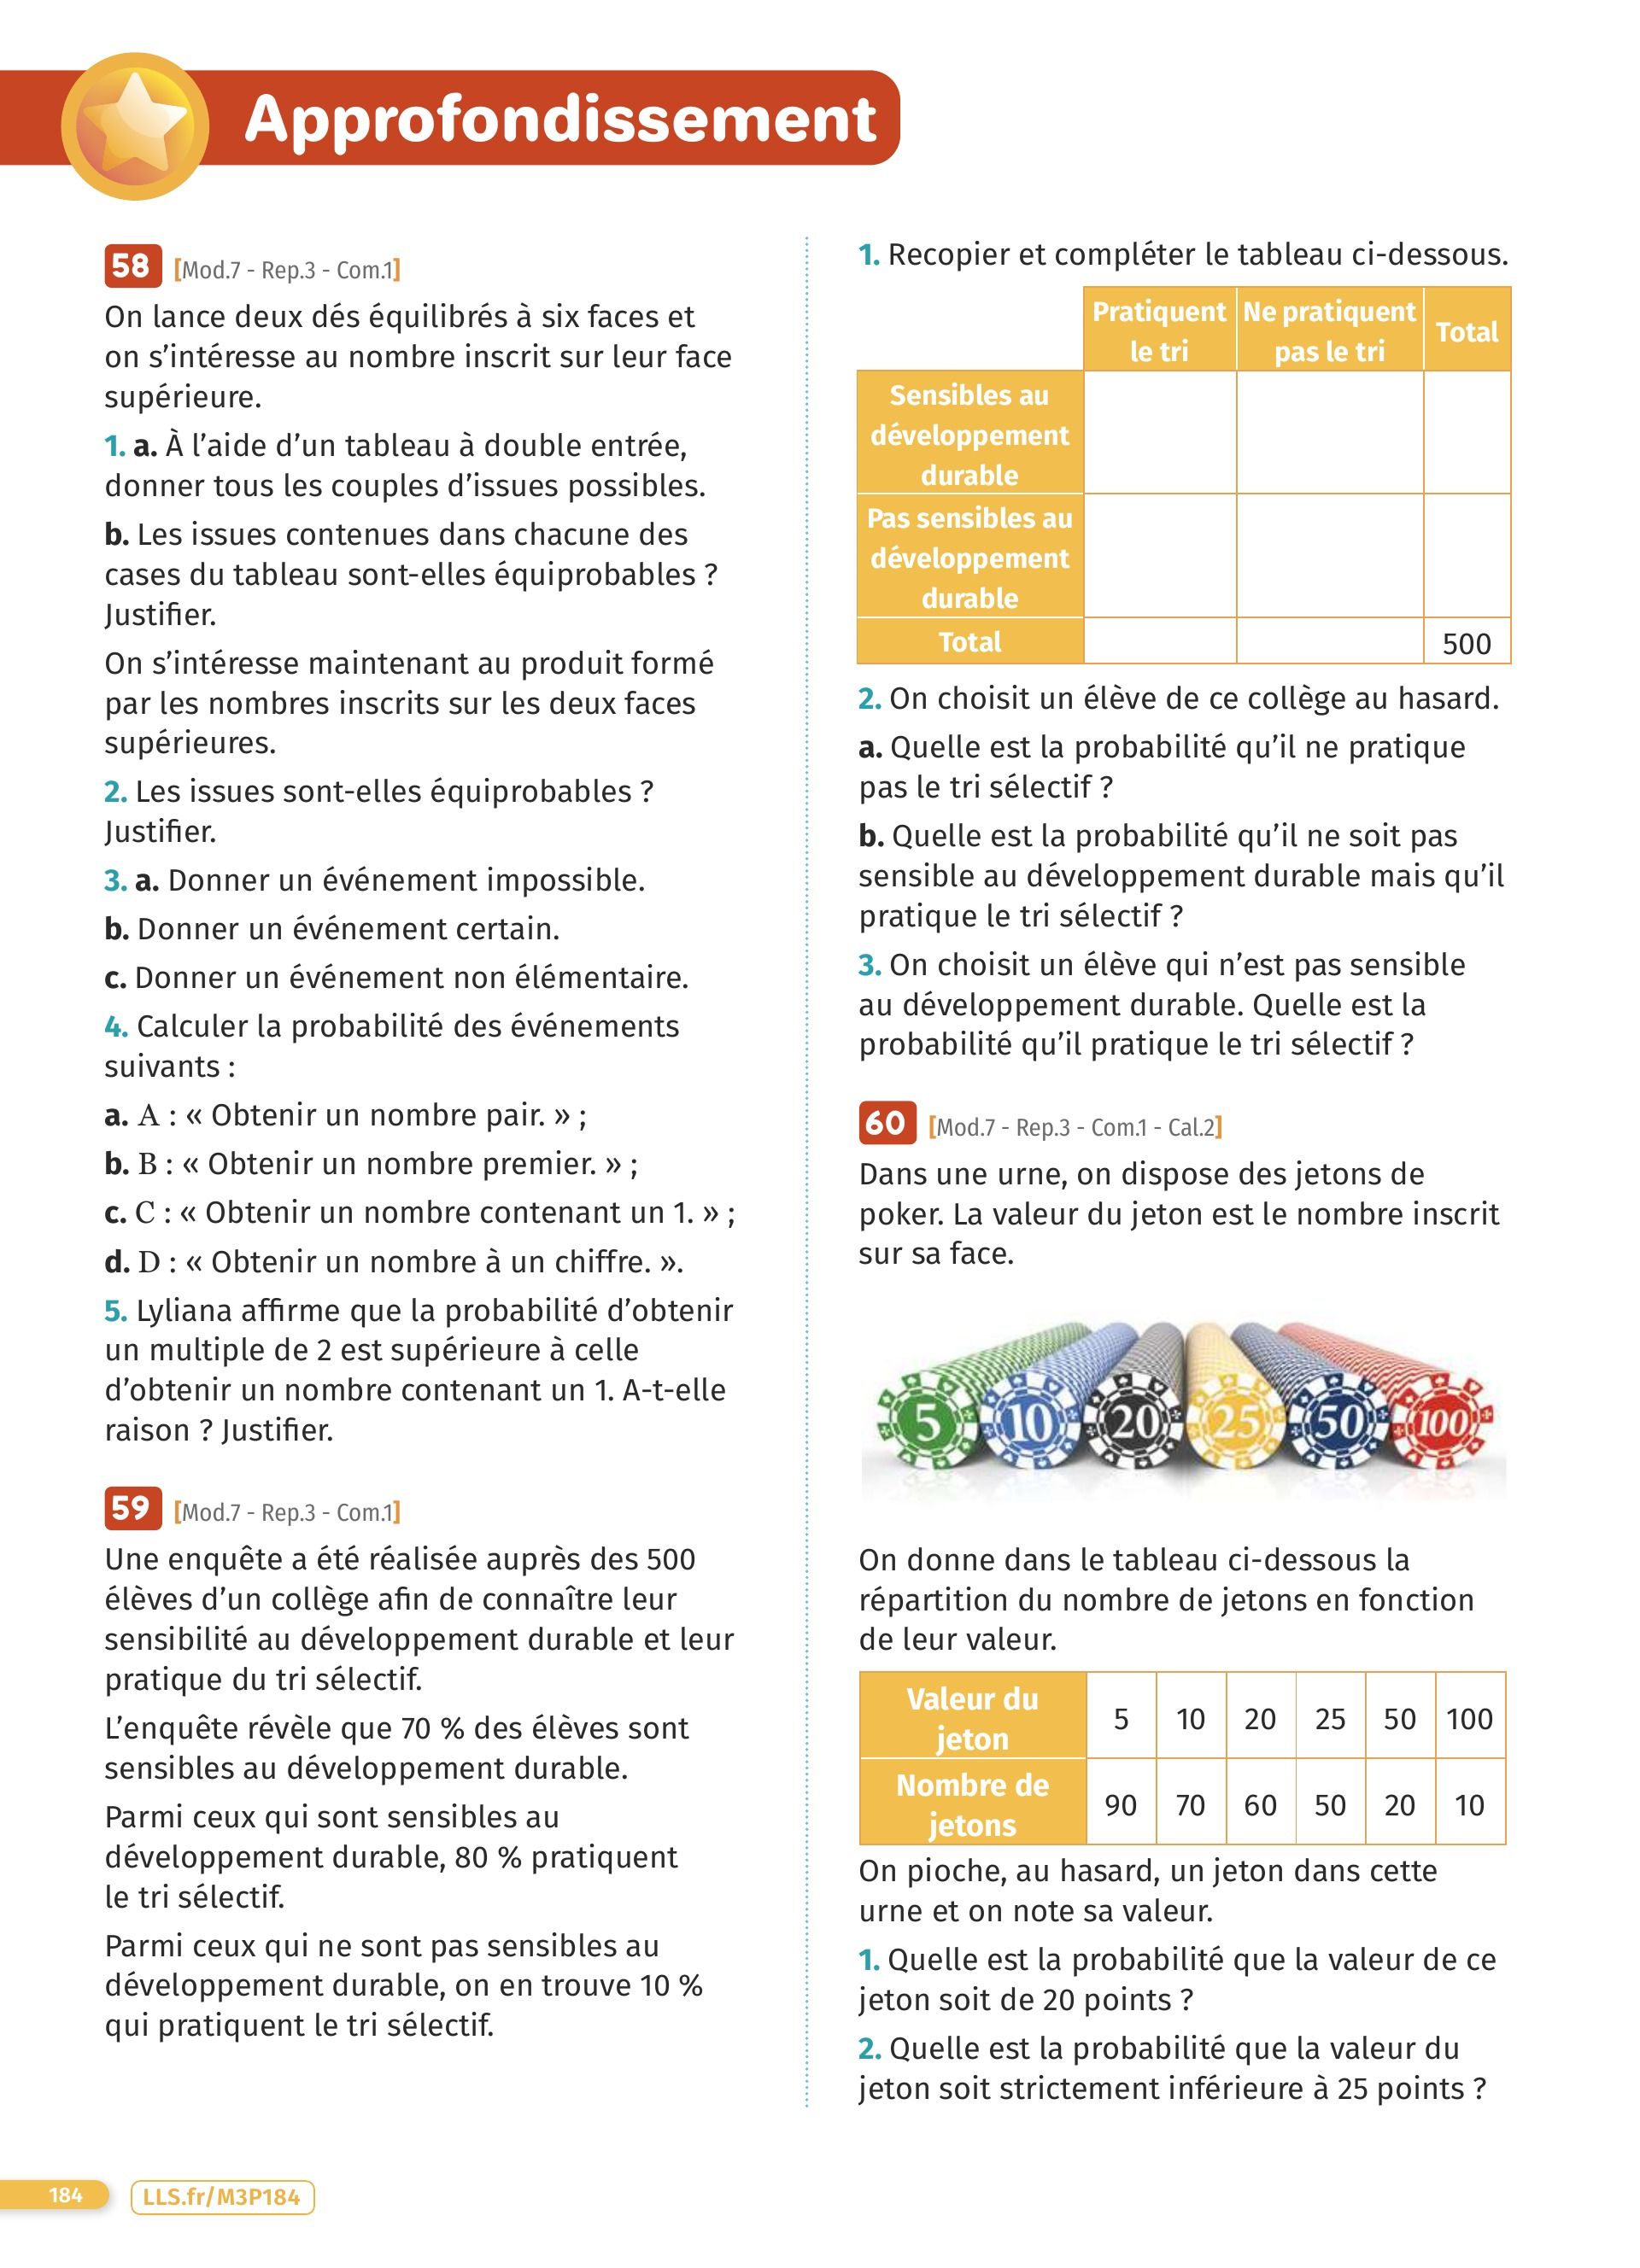 Approfondissement
58 [Mod.7 - Rep.3 - Com.1]
On lance deux dés équilibrés à six faces et
on s’intéresse au nombre inscrit sur leur face
supérieure.
1. a. À l’aide d’un tableau à double entrée,
donner tous les couples d’issues possibles.
b. Les issues contenues dans chacune des
cases du tableau sont-elles équiprobables ?
Justifier.
On s’intéresse maintenant au produit formé
par les nombres inscrits sur les deux faces
supérieures.
2. Les issues sont-elles équiprobables ?
Justifier.
3. a. Donner un événement impossible.
b. Donner un événement certain.
c. Donner un événement non élémentaire.
4. Calculer la probabilité des événements
suivants :
a. A : « Obtenir un nombre pair. » ;
b. B : « Obtenir un nombre premier. » ;
c. C : « Obtenir un nombre contenant un 1. » ;
d. D : « Obtenir un nombre à un chiffre. ».
5. Lyliana affirme que la probabilité d’obtenir
un multiple de 2 est supérieure à celle
d’obtenir un nombre contenant un 1. A-t-elle
raison ? Justifier.
59 [Mod.7 - Rep.3 - Com.1]
Une enquête a été réalisée auprès des 500
élèves d’un collège afin de connaître leur
sensibilité au développement durable et leur
pratique du tri sélectif.
L’enquête révèle que 70 % des élèves sont
sensibles au développement durable.
Parmi ceux qui sont sensibles au
développement durable, 80 % pratiquent
le tri sélectif.
Parmi ceux qui ne sont pas sensibles au
développement durable, on en trouve 10 %
qui pratiquent le tri sélectif.
1. Recopier et compléter le tableau ci-dessous.
Pratiquent
le tri
Ne pratiquent
pas le tri
Total
Sensibles au
développement
durable
Pas sensibles au
développement
durable
Total 500
2. On choisit un élève de ce collège au hasard.
a. Quelle est la probabilité qu’il ne pratique
pas le tri sélectif ?
b. Quelle est la probabilité qu’il ne soit pas
sensible au développement durable mais qu’il
pratique le tri sélectif ?
3. On choisit un élève qui n’est pas sensible
au développement durable. Quelle est la
probabilité qu’il pratique le tri sélectif ?
60 [Mod.7 - Rep.3 - Com.1 - Cal.2]
Dans une urne, on dispose des jetons de
poker. La valeur du jeton est le nombre inscrit
sur sa face.
5 10 20 25 50 100
On donne dans le tableau ci-dessous la
répartition du nombre de jetons en fonction
de leur valeur.
Valeur du
jeton
5 10 20 25 50 100
Nombre de
jetons
90 70 60 50 20 10
On pioche, au hasard, un jeton dans cette
urne et on note sa valeur.
1. Quelle est la probabilité que la valeur de ce
jeton soit de 20 points ?
2. Quelle est la probabilité que la valeur du
jeton soit strictement inférieure à 25 points ?
184 LLS.fr/M3P184